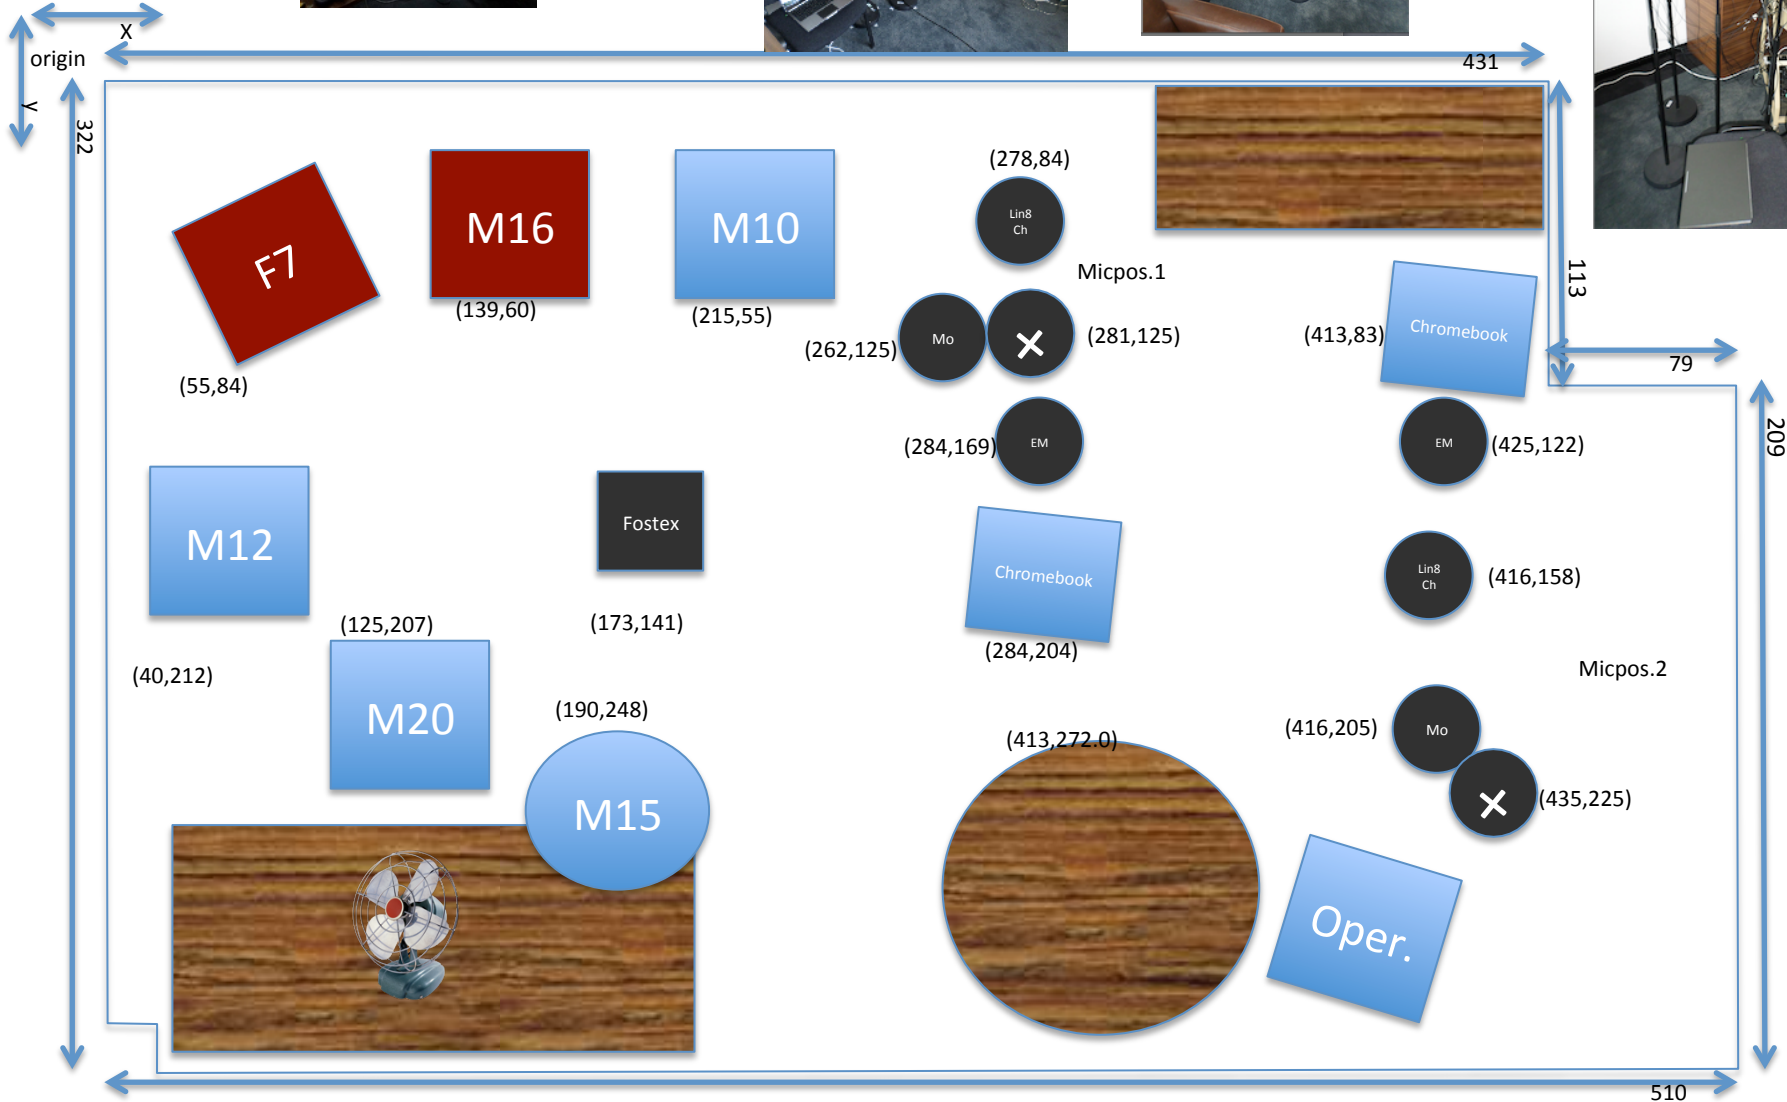 X
origin
431
Y
322
(278,84)
Lin8
Ch
M16
M10
F7
Micpos.1
113
(139,60)
(215,55)
Mo
(262,125)
(281,125)
(413,83)
Chromebook
79
(55,84)
209
(284,169)
EM
EM
(425,122)
M12
Fostex
Chromebook
Lin8
Ch
(416,158)
(125,207)
(173,141)
(284,204)
(40,212)
Micpos.2
M20
(190,248)
(413,272.0)
(416,205)
Mo
(435,225)
M15
Oper.
510